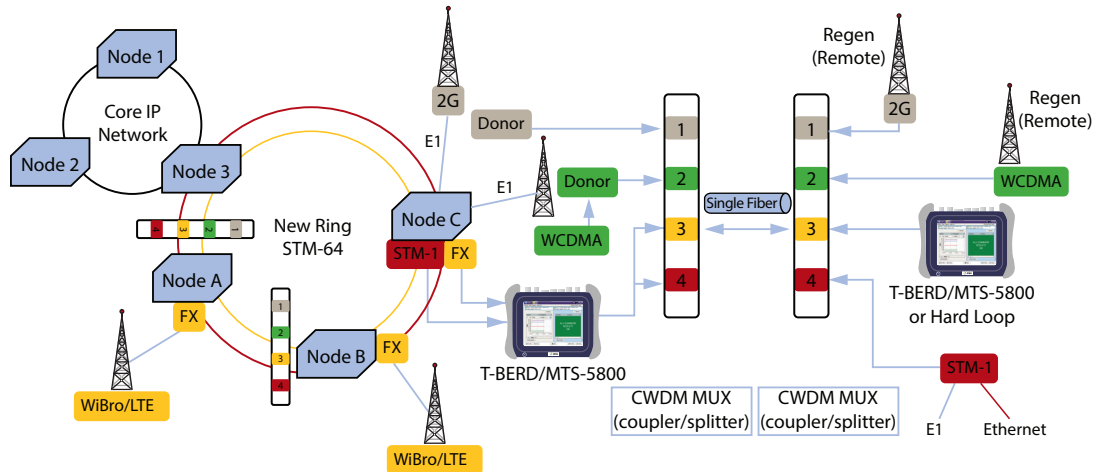 Node 1
Core IP
Network
Node 2
Node 3
4
3
2
1
Node A
FX
WiBro/LTE
New Ring
STM-64
1
2
3
4
Node B
FX
WiBro/LTE
2G
E1
E1
Node C
STM-1
FX
Donor
Donor
WCDMA
T-BERD/MTS-5800
1
2
3
4
Single Fiber
1
2
3
4
CWDM MUX
(coupler/splitter)
CWDM MUX
(coupler/splitter)
Regen
(Remote)
2G
Regen
(Remote)
WCDMA
T-BERD/MTS-5800
or Hard Loop
STM-1
E1
Ethernet